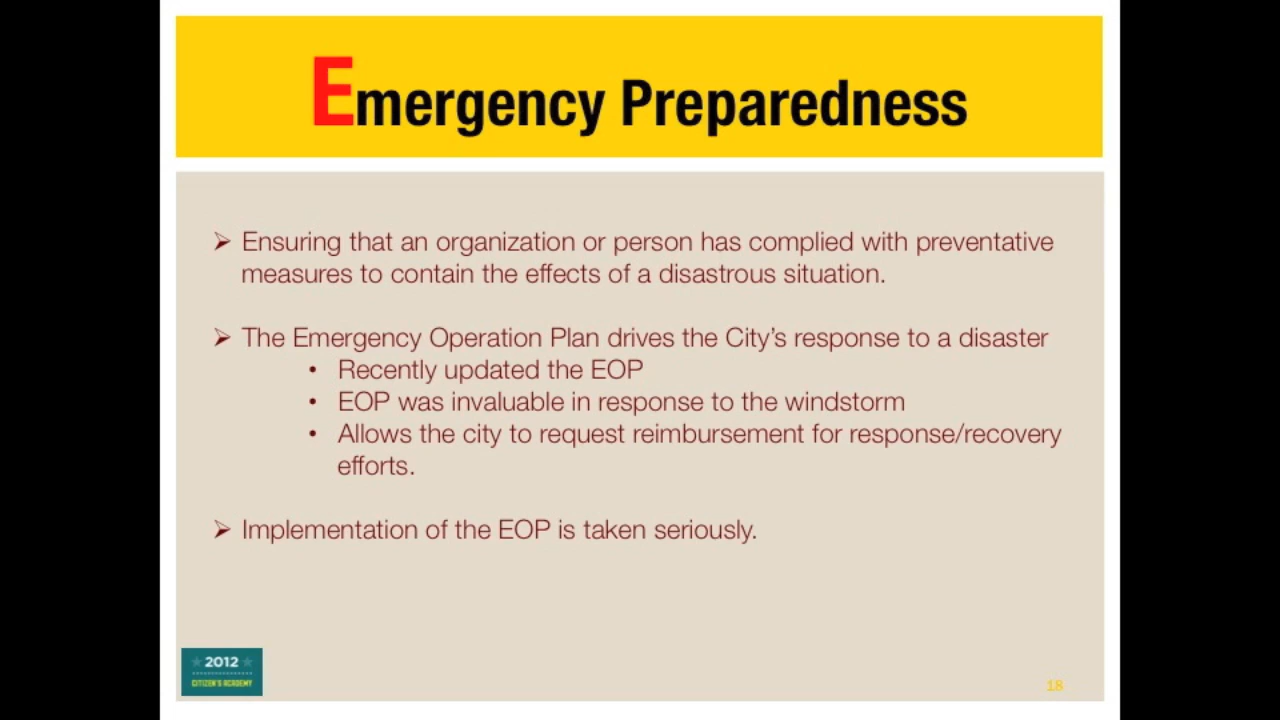 Emergency Preparedness
➢ Ensuring that an organization or person has complied with preventative
measures to contain the effects of a disastrous situation.
➢ The Emergency Operation Plan drives the City's response to a disaster
• Recently updated the EOP
• EOP was invaluable in response to the windstorm
• Allows the city to request reimbursement for response/recovery
efforts.
➢ Implementation of the EOP is taken seriously.
2012
CITIZEN'S ACADEMY
18